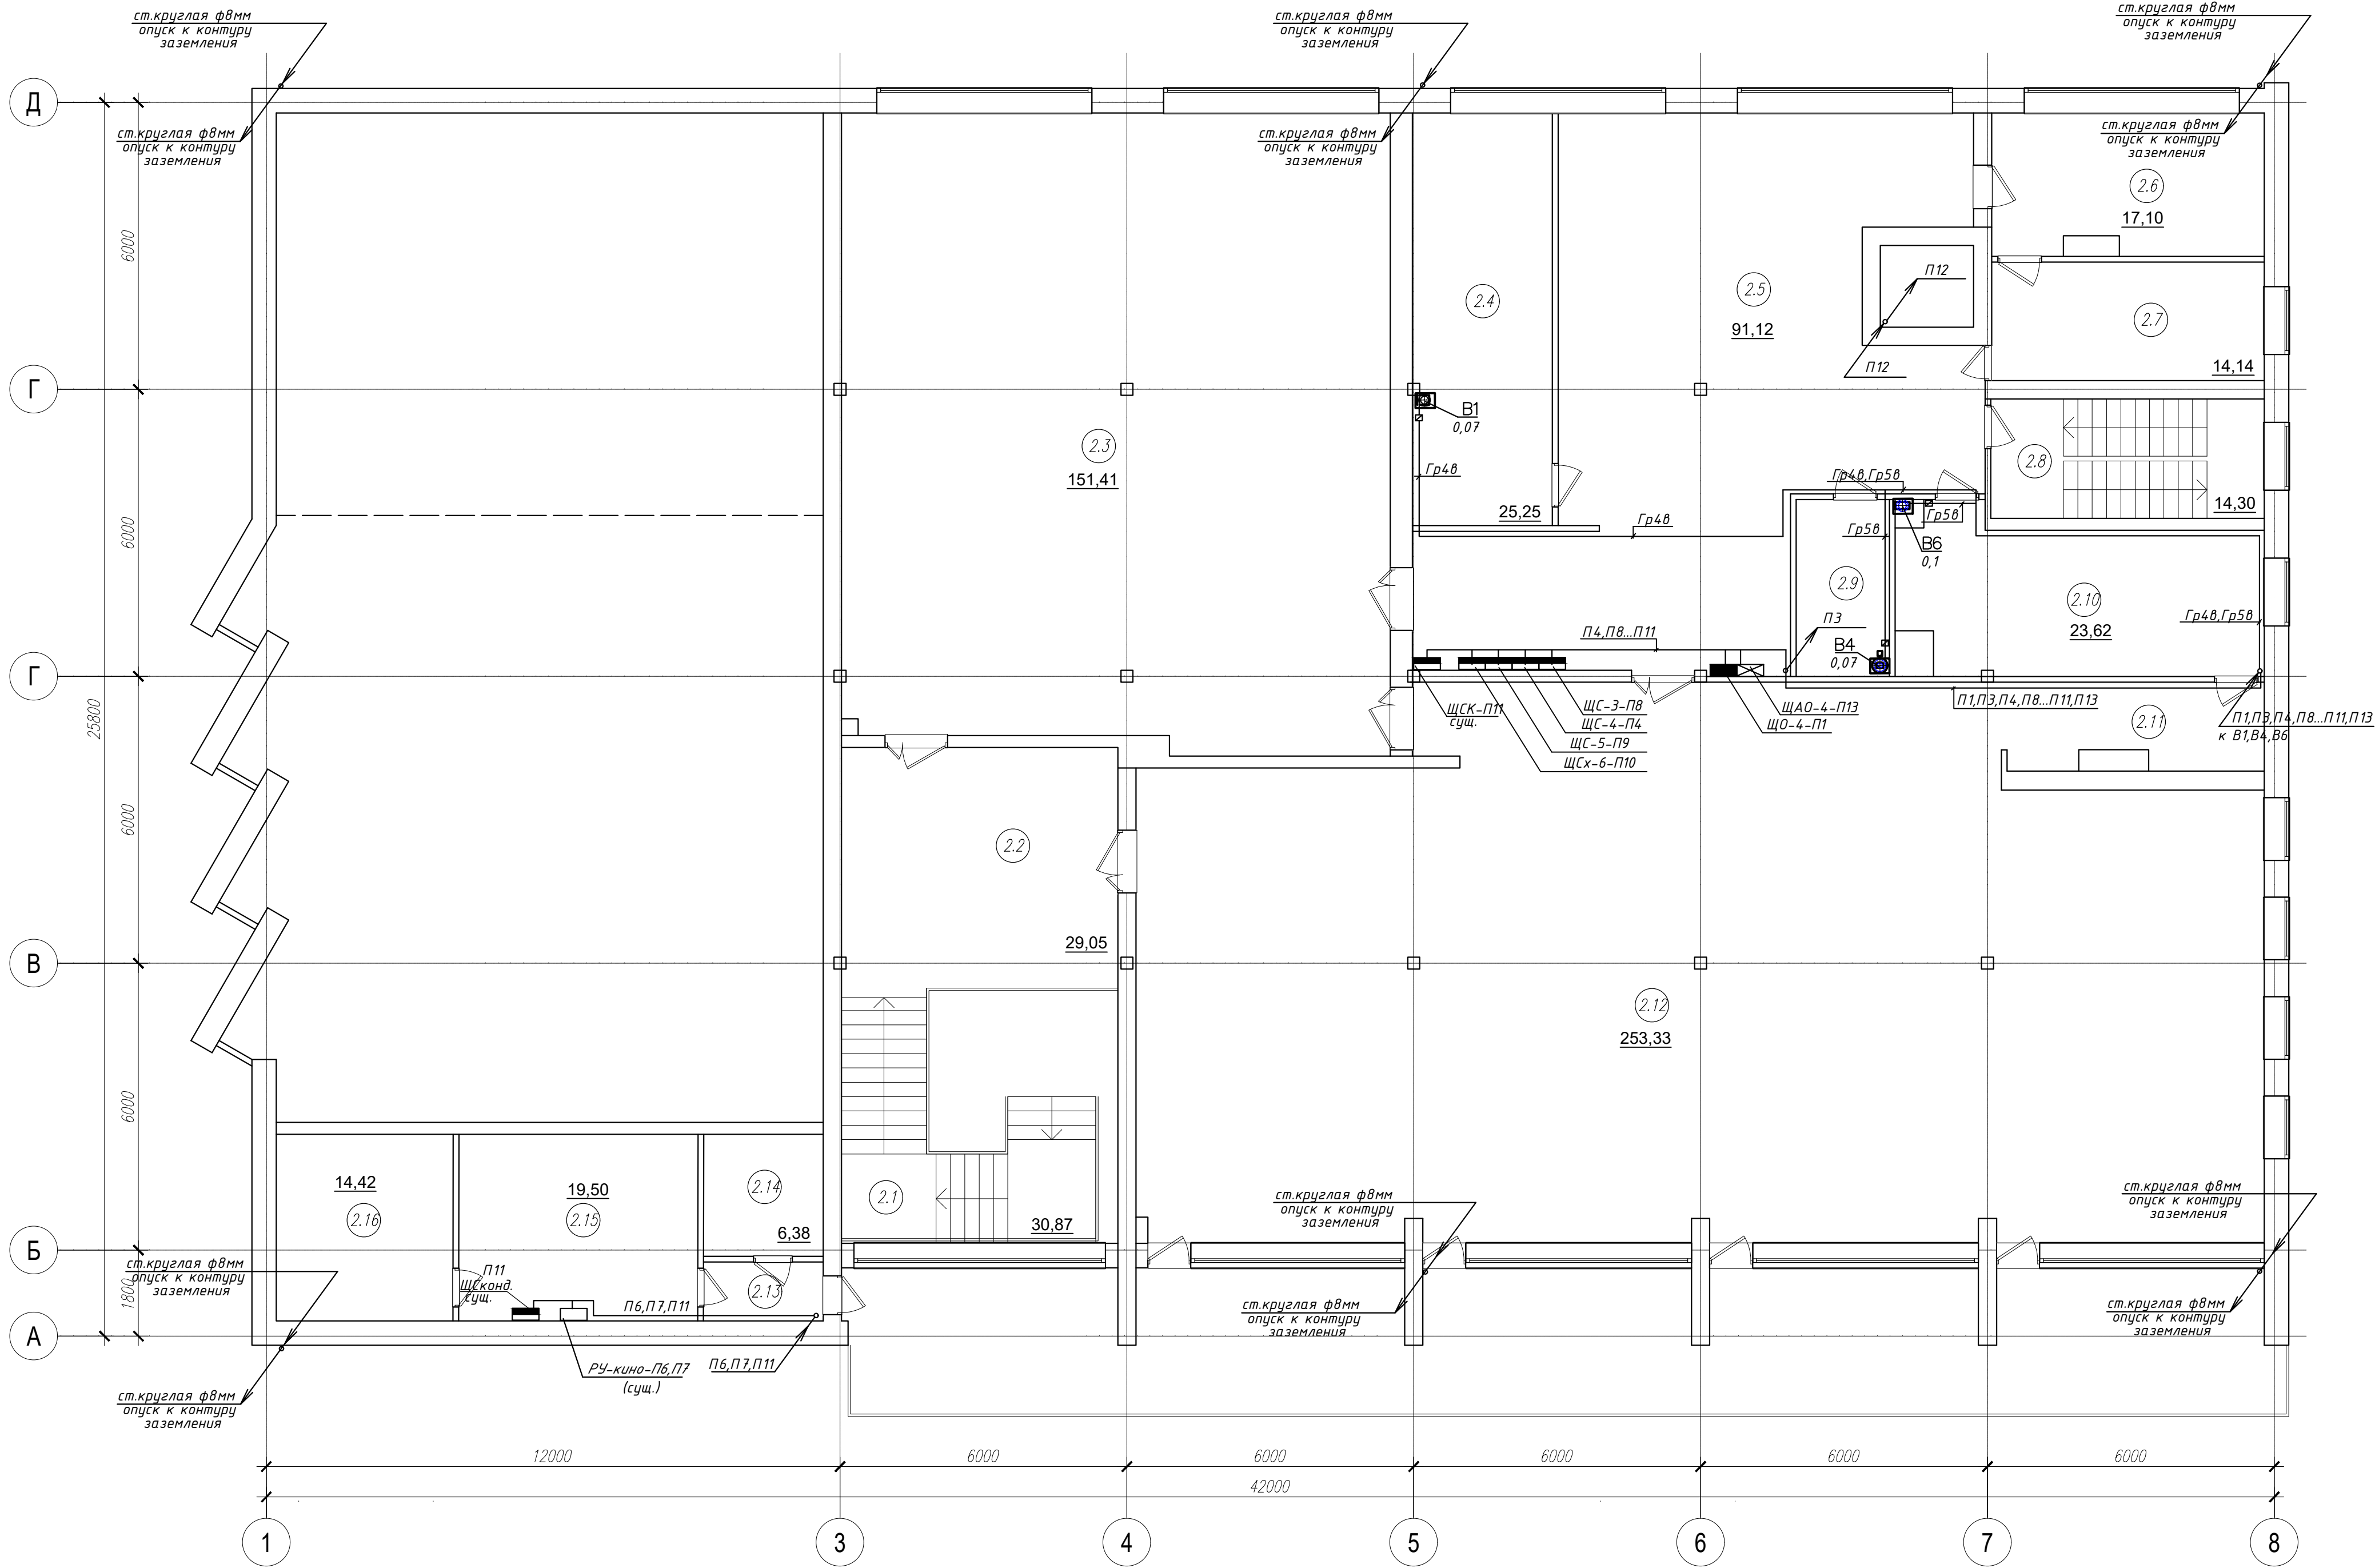 ст.круглая ф8мм
опуск к контуру
заземления
ст.круглая ф8мм
опуск к контуру
заземления
ст.круглая ф8мм
опуск к контуру
заземления
Д
ст.круглая ф8мм
опуск к контуру
заземления
ст.круглая ф8мм
опуск к контуру
заземления
ст.круглая ф8мм
опуск к контуру
заземления
2.6
17,10
6000
П12
2.4
2.5
91,12
2.7
П12
14,14
Г
В1
0,07
2.3
151,41
Гр4в
Гр4в,Гр5в
2.8
25,25
14,30
6000
Гр4в
Гр5в
Гр5в
В6
0,1
2.9
2.10
23,62
Гр4в,Гр5в
П3
П4,П8...П11
В4
0,07
Г
25800
ЩСК-П11
сущ.
ЩС-3-П8
ЩС-4-П4
ЩС-5-П9
ЩСх-6-П10
ЩАО-4-П13
ЩО-4-П1
П1,П3,П4,П8...П11,П13
2.11
П1,П3,П4,П8...П11,П13
к В1,В4,В6
6000
2.2
29,05
В
2.12
253,33
6000
14,42
2.16
19,50
2.15
2.14
6,38
2.1
30,87
ст.круглая ф8мм
опуск к контуру
заземления
ст.круглая ф8мм
опуск к контуру
заземления
Б
ст.круглая ф8мм
опуск к контуру
заземления
1800
П11
ЩСконд.
сущ.
П6,П7,П11
2.13
ст.круглая ф8мм
опуск к контуру
заземления
ст.круглая ф8мм
опуск к контуру
заземления
А
РУ-кино-П6,П7
(сущ.)
П6,П7,П11
ст.круглая ф8мм
опуск к контуру
заземления
12000
6000
6000
6000
6000
6000
42000
1
3
4
5
6
7
8